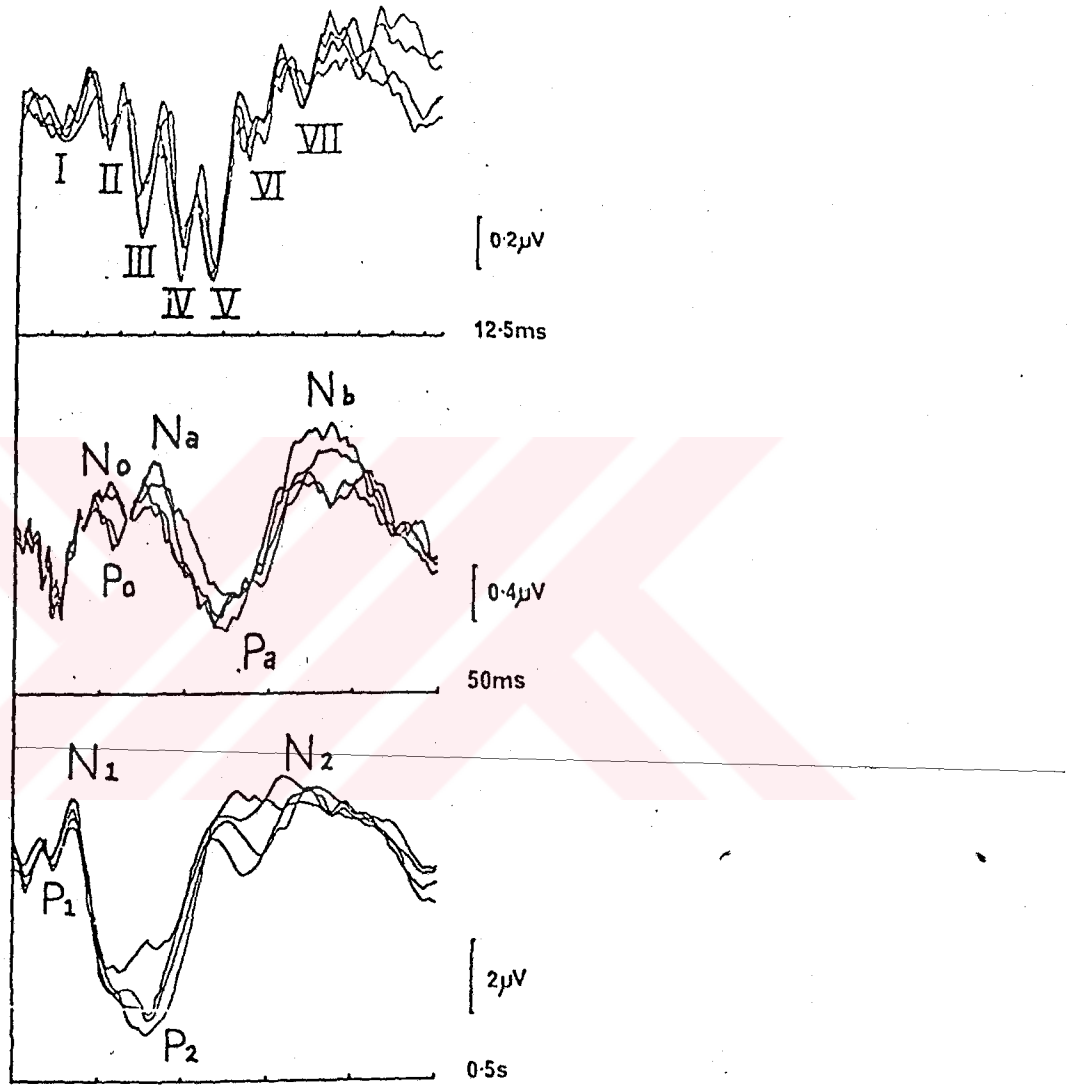 I II III iV V VI VII
0·2µV
12·5ms
No Na Nb
Po Pa
0·4µV
50ms
N1 N2
P1
P2
2µV
0·5s